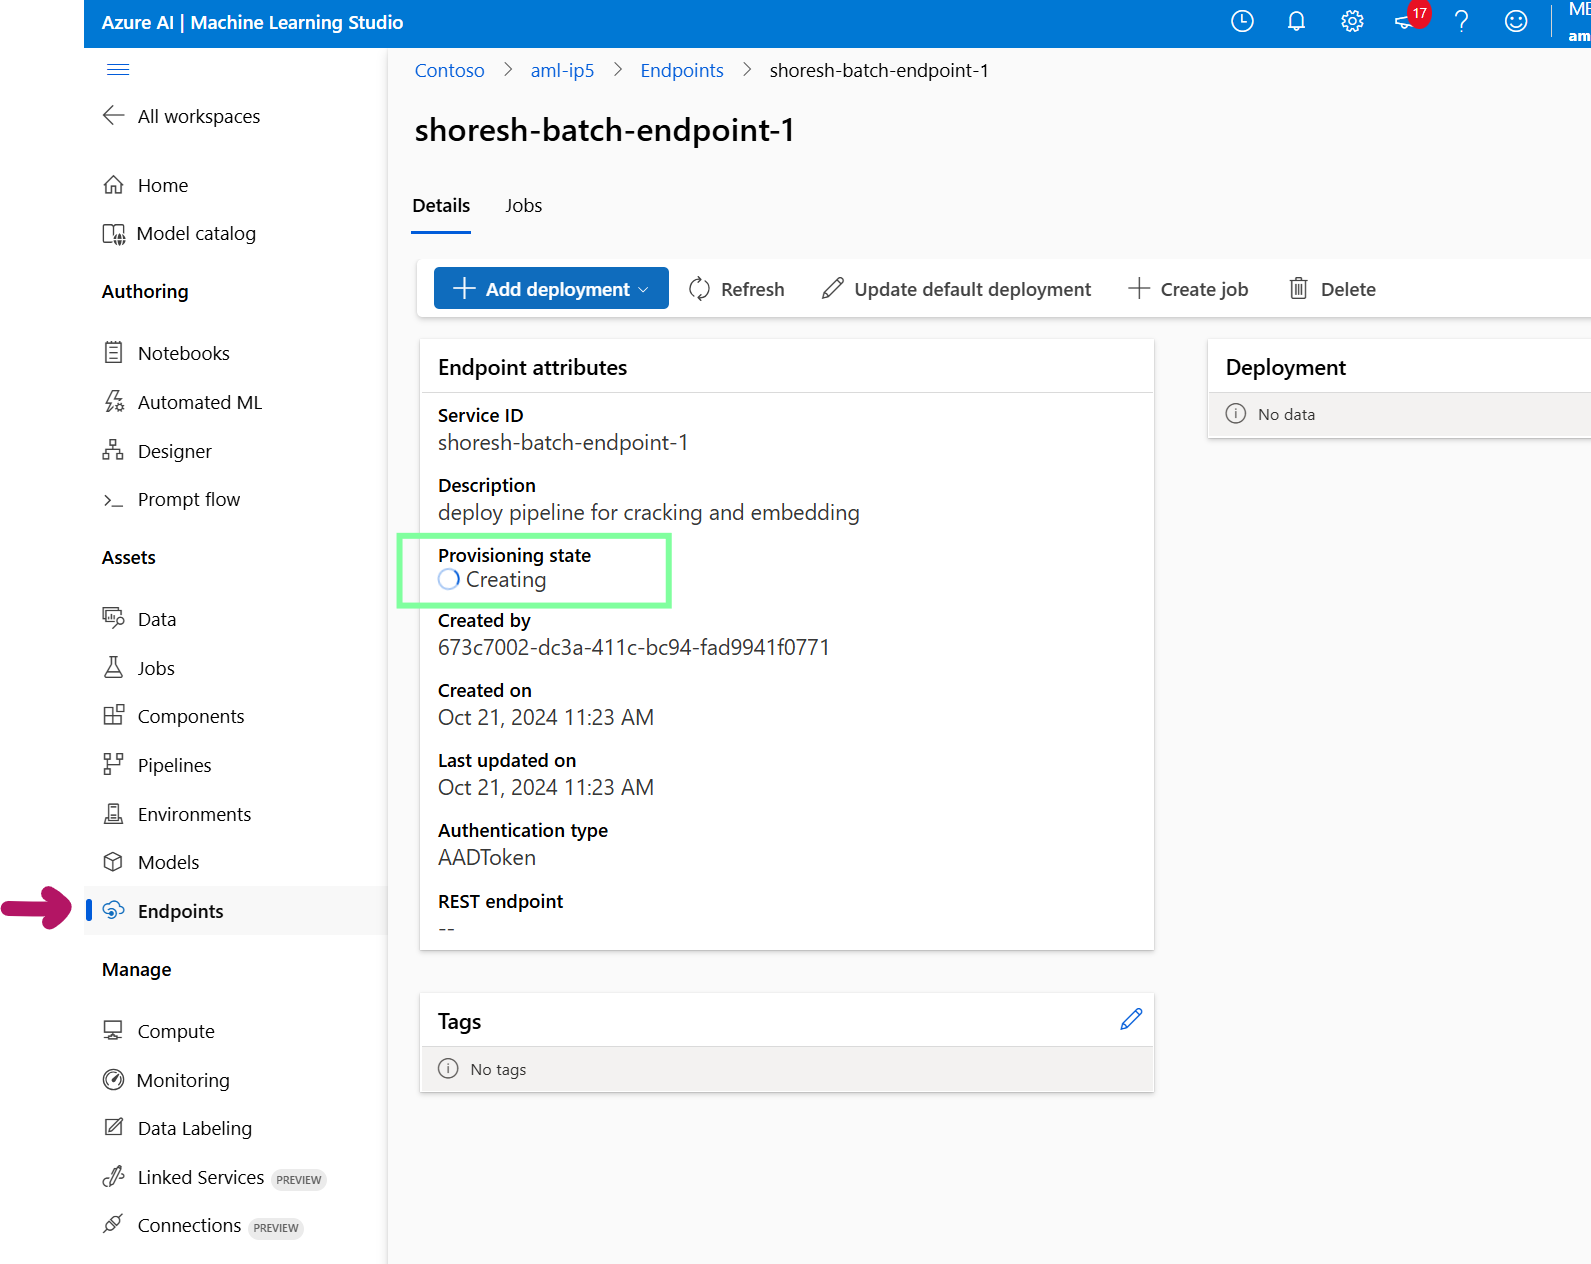 Azure AI | Machine Learning Studio
17
am
All workspaces
Home
Model catalog
Authoring
Notebooks
Automated ML
Designer
Prompt flow
Assets
Data
Jobs
Components
Pipelines
Environments
Models
Endpoints
Manage
Compute
Monitoring
Data Labeling
Linked Services PREVIEW
Connections PREVIEW
Contoso > aml-ip5 > Endpoints > shoresh-batch-endpoint-1
shoresh-batch-endpoint-1
Details Jobs
Add deployment Refresh Update default deployment Create job Delete
Endpoint attributes
Service ID
shoresh-batch-endpoint-1
Description
deploy pipeline for cracking and embedding
Provisioning state
Creating
Created by
673c7002-dc3a-411c-bc94-fad9941f0771
Created on
Oct 21, 2024 11:23 AM
Last updated on
Oct 21, 2024 11:23 AM
Authentication type
AADToken
REST endpoint
--
Tags
No tags
Deployment
No data